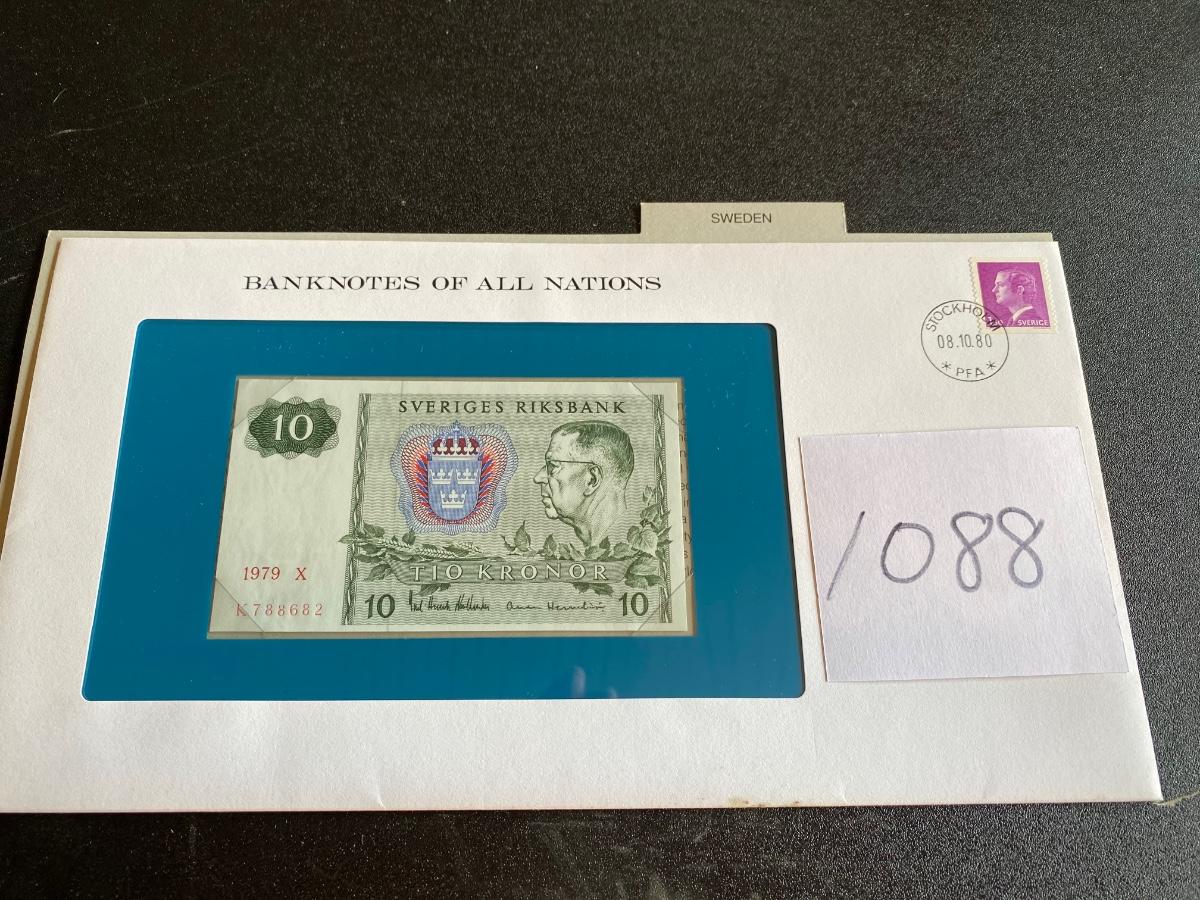 SWEDEN
BANKNOTES OF ALL NATIONS
SVERIGE
STOCKHOLM
08.10.80
* PFA *
10
SVERIGES RIKSBANK
1979 X
TIO KRONOR
K788682
10
10
1088